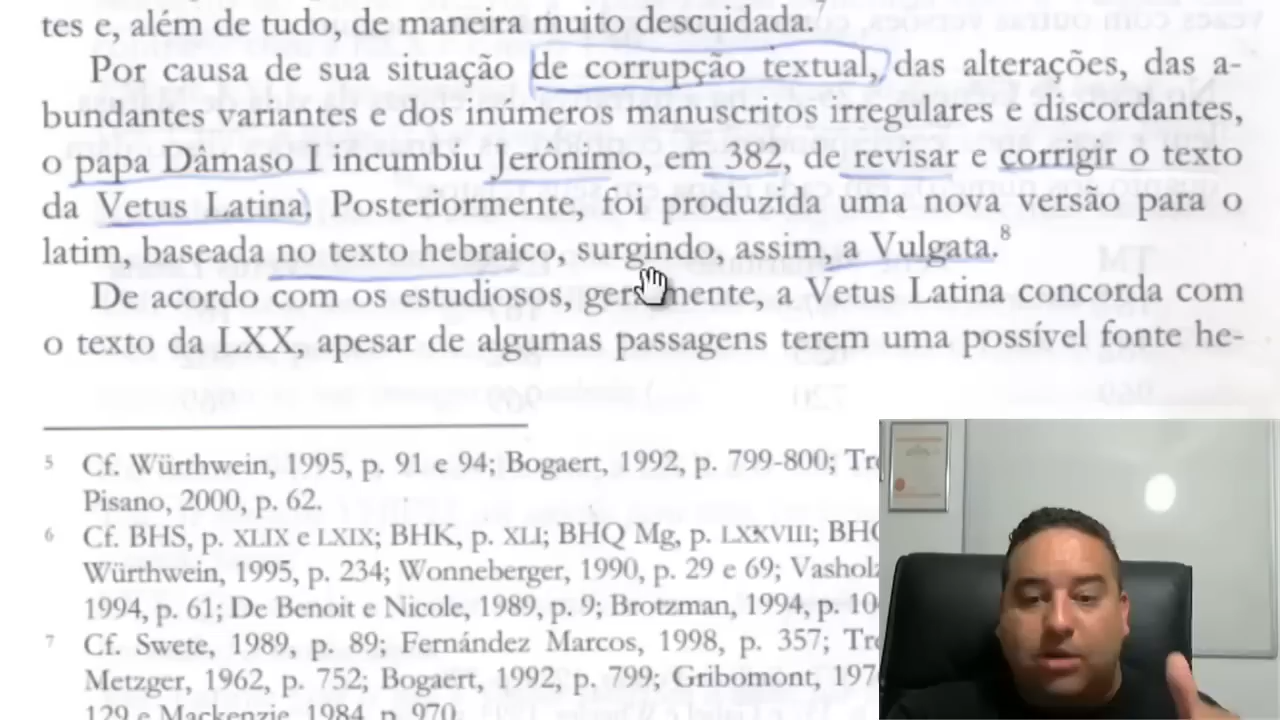 tes e, além de tudo, de maneira muito descuidada.7
Por causa de sua situação de corrupção textual, das alterações, das a-
bundantes variantes e dos inúmeros manuscritos irregulares e discordantes,
o papa Dâmaso I incumbiu Jerônimo, em 382, de revisar e corrigir o texto
da Vetus Latina. Posteriormente, foi produzida uma nova versão para o
latim, baseada no texto hebraico, surgindo, assim, a Vulgata.8
De acordo com os estudiosos, geralmente, a Vetus Latina concorda com
o texto da LXX, apesar de algumas passagens terem uma possível fonte he-
5 Cf. Würthwein, 1995, p. 91 e 94; Bogaert, 1992, p. 799-800;
Pisano, 2000, p. 62.
6 Cf. BHS, p. XLIX e LXIX; BHK, p. XLI; BHQ Mg, p. LXXVIII;
Würthwein, 1995, p. 234; Wonneberger, 1990, p. 29 e 69;
1994, p. 61; De Benoit e Nicole, 1989, p. 9; Brotzman, 1994, p.
7 Cf. Swete, 1989, p. 89; Fernández Marcos, 1998, p. 357;
Metzger, 1962, p. 752; Bogaert, 1992, p. 799; Gribomont,
129 e Mackenzie, 1984, p. 970.